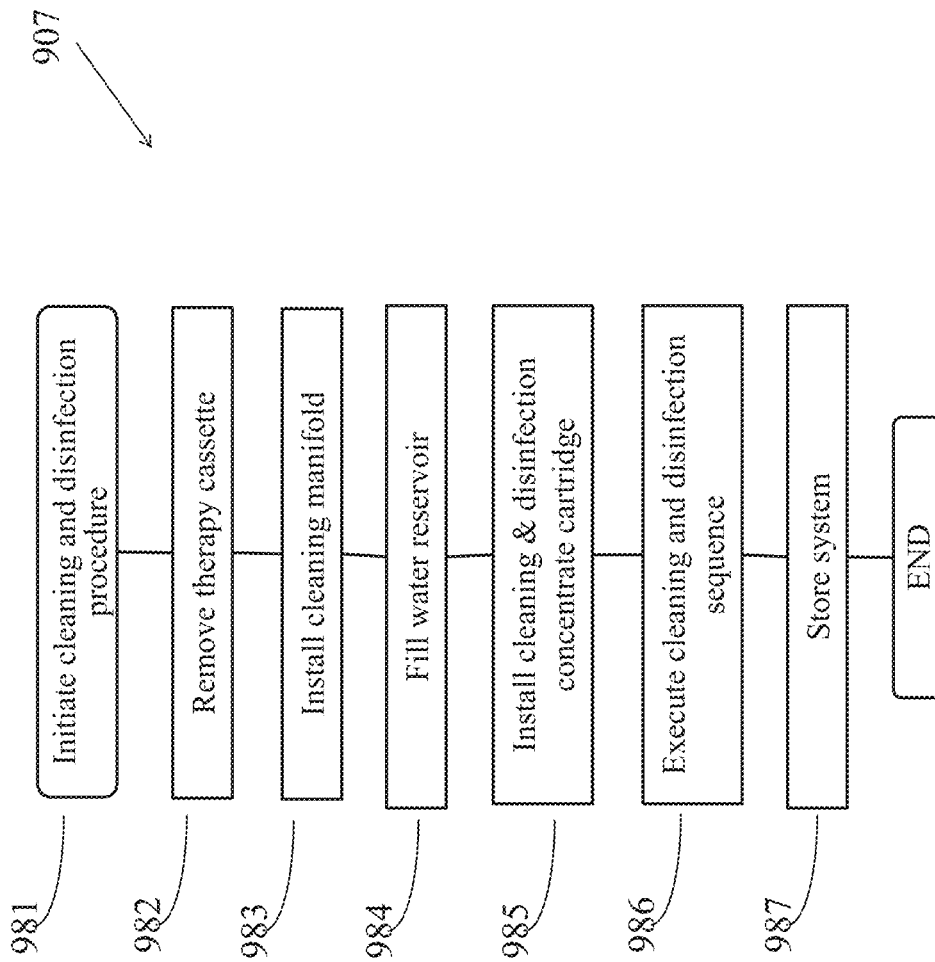 907
981
Initiate cleaning and disinfection
procedure
982
Remove therapy cassette
983
Install cleaning manifold
984
Fill water reservoir
985
Install cleaning & disinfection
concentrate cartridge
986
Execute cleaning and disinfection
sequence
987
Store system
END